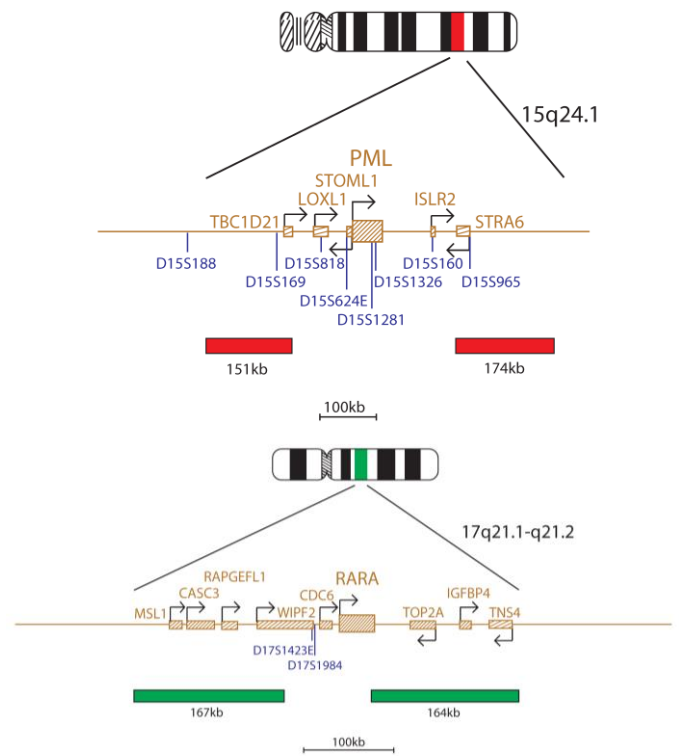 15q24.1
PML
STOML1
LOXL1
ISLR2
TBC1D21
STRA6
D15S188
D15S818
D15S160
D15S169
D15S1326
D15S965
D15S624E
D15S1281
151kb
174kb
100kb
17q21.1-q21.2
RARA
RAPGEFL1
CASC3
CDC6
IGFBP4
MSL1
WIPF2
TOP2A
TNS4
D17S1423E
D17S1984
167kb
164kb
100kb